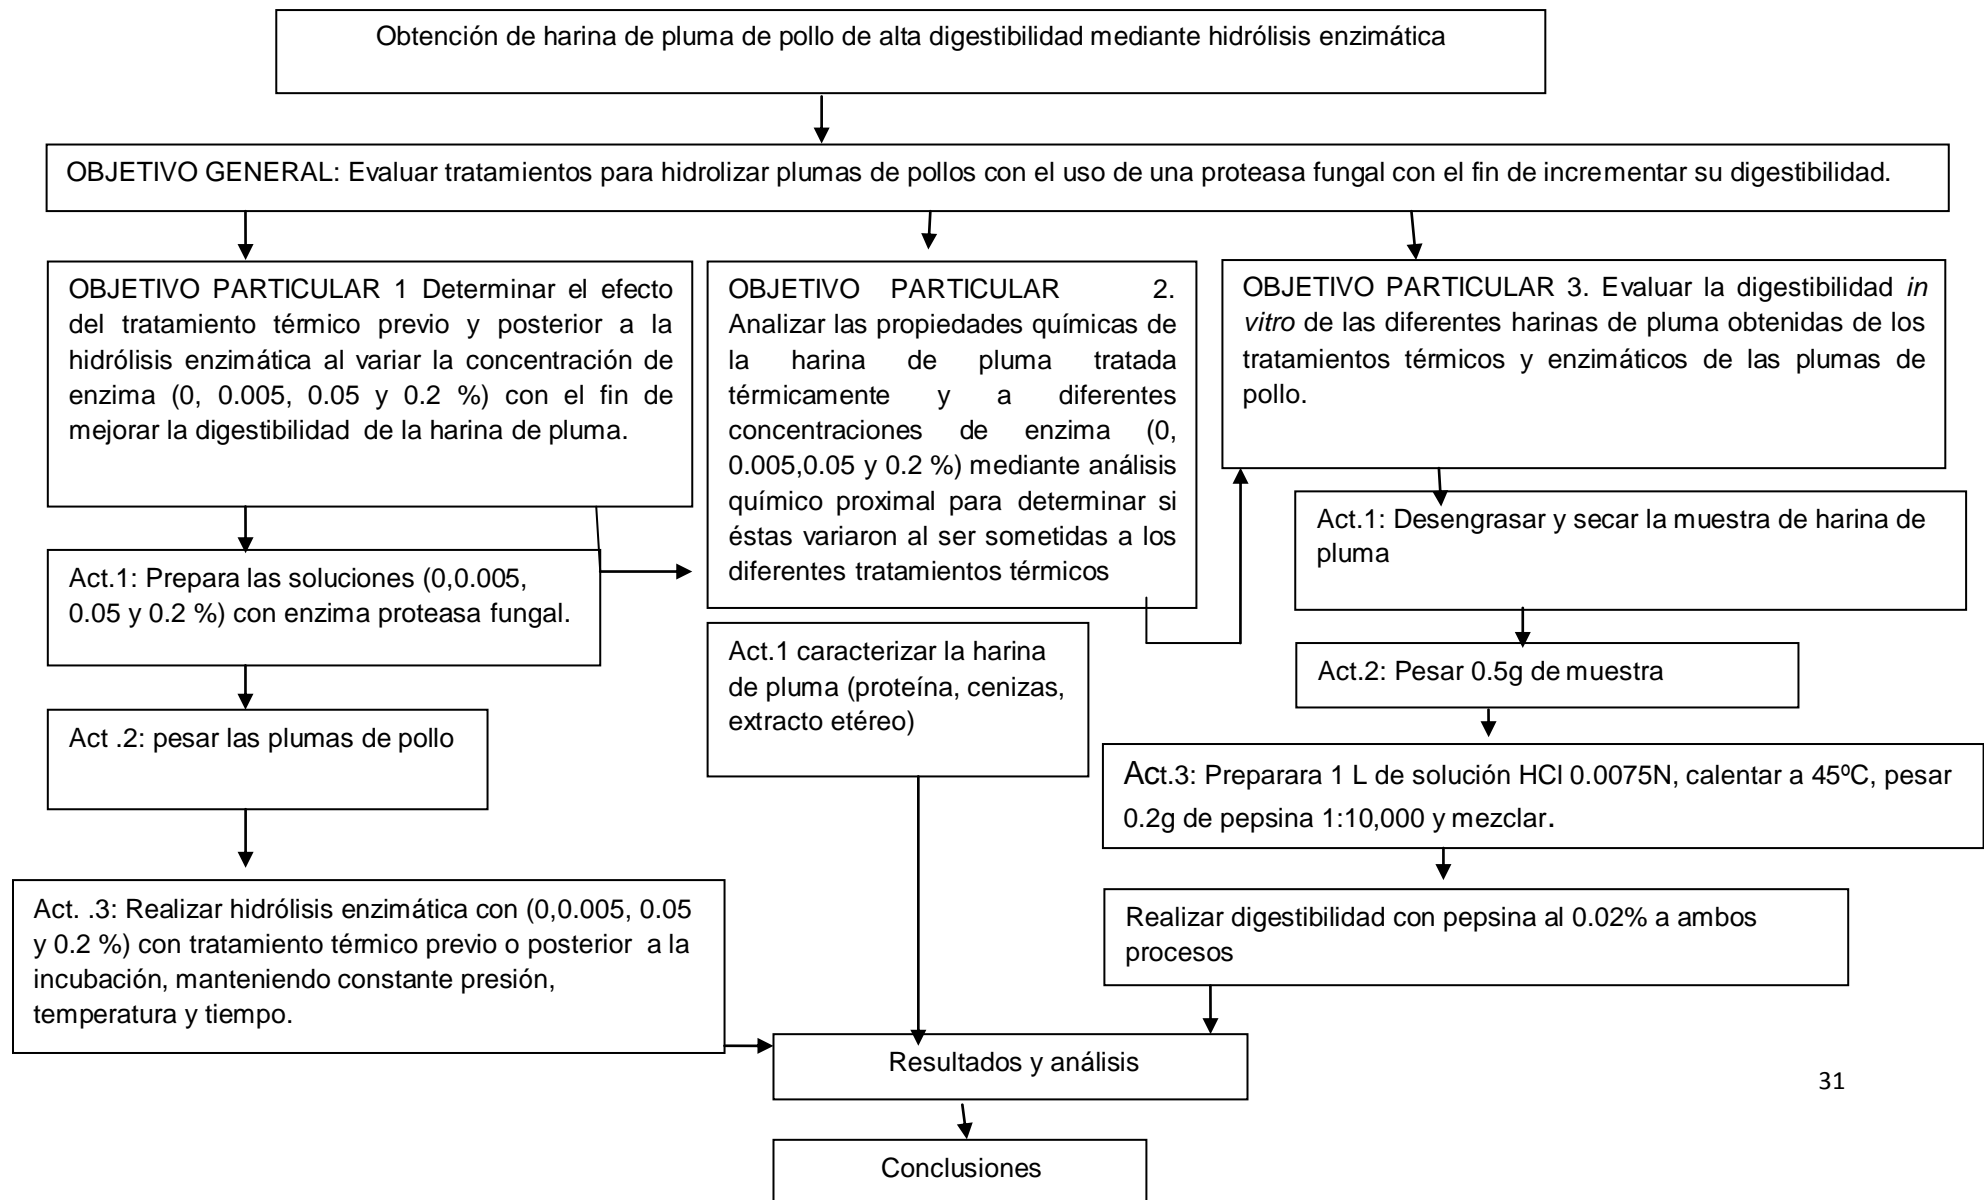 Obtención de harina de pluma de pollo de alta digestibilidad mediante hidrólisis enzimática
OBJETIVO GENERAL: Evaluar tratamientos para hidrolizar plumas de pollos con el uso de una proteasa fungal con el fin de incrementar su digestibilidad.
OBJETIVO PARTICULAR 1 Determinar el efecto
del tratamiento térmico previo y posterior a la
hidrólisis enzimática al variar la concentración de
enzima (0, 0.005, 0.05 y 0.2 %) con el fin de
mejorar la digestibilidad de la harina de pluma.
Act.1: Prepara las soluciones (0,0.005,
0.05 y 0.2 %) con enzima proteasa fungal.
Act .2: pesar las plumas de pollo
Act. .3: Realizar hidrólisis enzimática con (0,0.005, 0.05
y 0.2 %) con tratamiento térmico previo o posterior a la
incubación, manteniendo constante presión,
temperatura y tiempo.
OBJETIVO PARTICULAR 2.
Analizar las propiedades químicas de
la harina de pluma tratada
térmicamente y a diferentes
concentraciones de enzima (0,
0.005,0.05 y 0.2 %) mediante análisis
químico proximal para determinar si
éstas variaron al ser sometidas a los
diferentes tratamientos térmicos
Act.1 caracterizar la harina
de pluma (proteína, cenizas,
extracto etéreo)
OBJETIVO PARTICULAR 3. Evaluar la digestibilidad in
vitro de las diferentes harinas de pluma obtenidas de los
tratamientos térmicos y enzimáticos de las plumas de
pollo.
Act.1: Desengrasar y secar la muestra de harina de
pluma
Act.2: Pesar 0.5g de muestra
Act.3: Preparara 1 L de solución HCl 0.0075N, calentar a 45ºC, pesar
0.2g de pepsina 1:10,000 y mezclar.
Realizar digestibilidad con pepsina al 0.02% a ambos
procesos
Resultados y análisis
Conclusiones
31